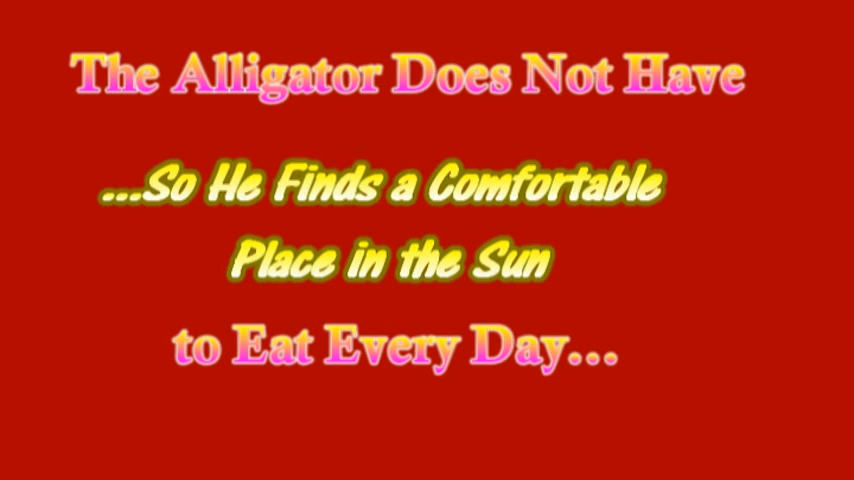 The Alligator Does Not Have
...So He Finds a Comfortable
Place in the Sun
to Eat Every Day...